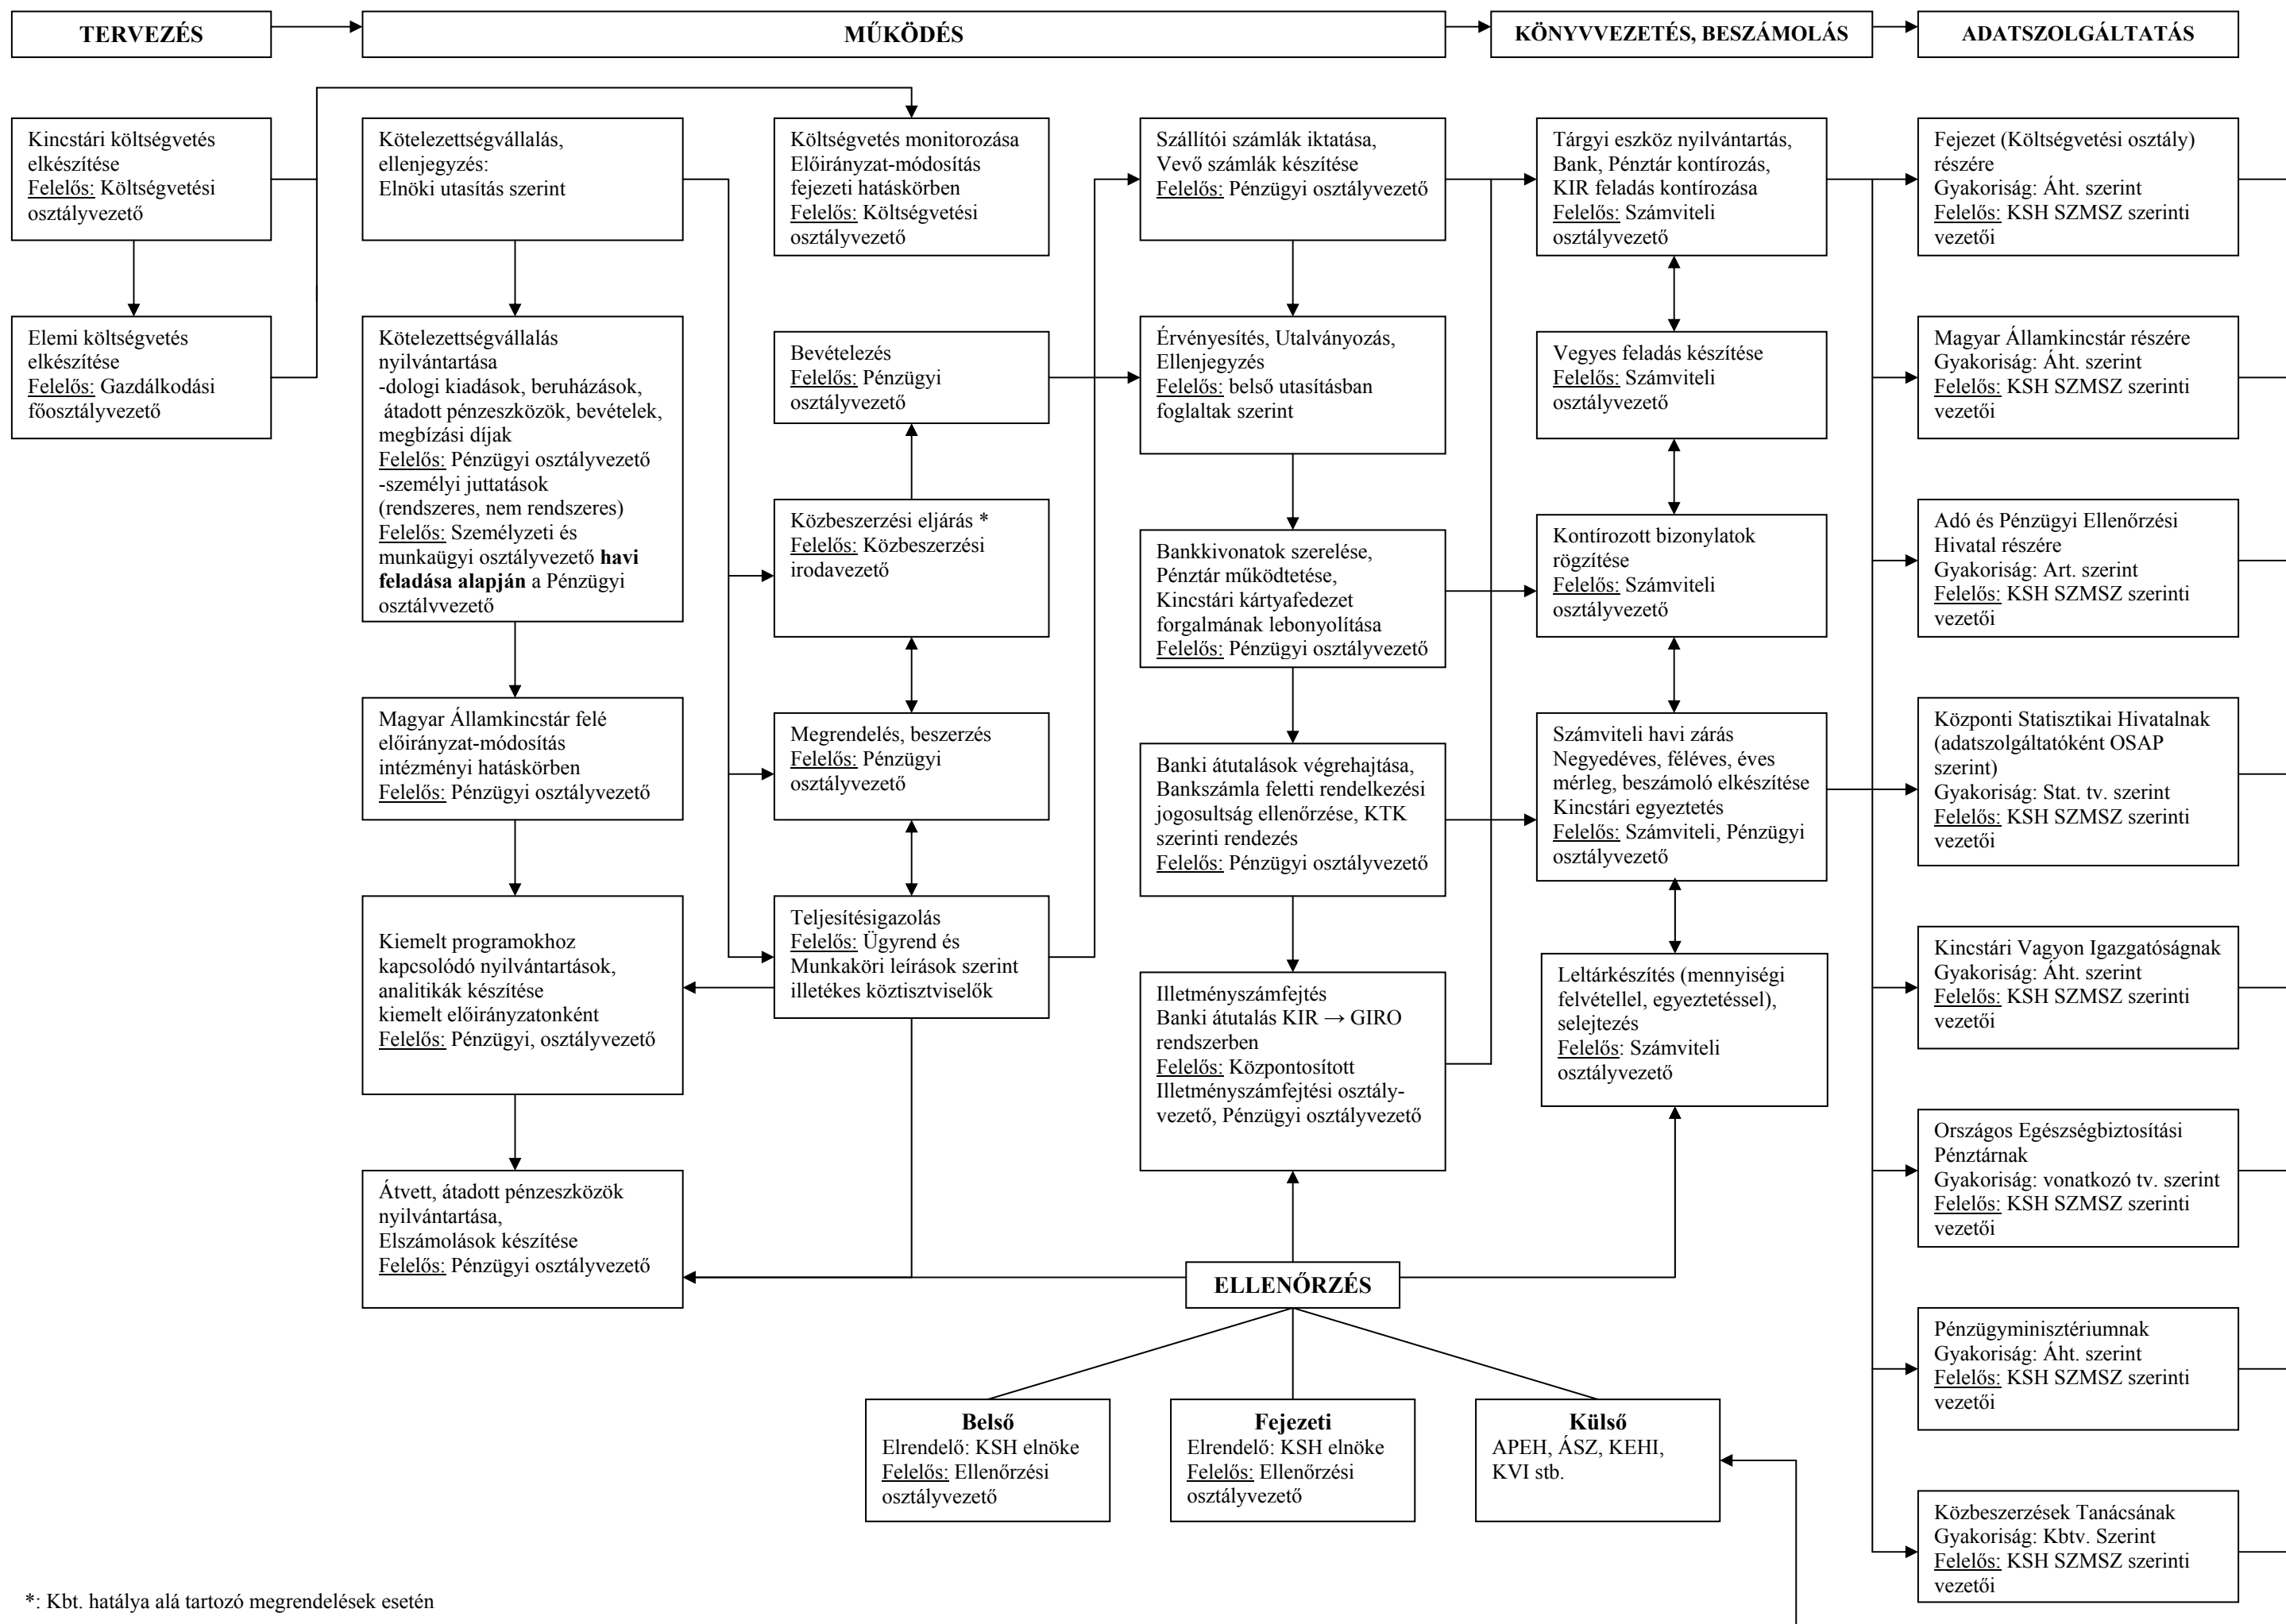 TERVEZÉS
MŰKÖDÉS
KÖNYVVEZETÉS, BESZÁMOLÁS
ADATSZOLGÁLTATÁS
Kincstári költségvetés
elkészítése
Felelős: Költségvetési
osztályvezető
Elemi költségvetés
elkészítése
Felelős: Gazdálkodási
főosztályvezető
Kötelezettségvállalás,
ellenjegyzés:
Elnöki utasítás szerint
Kötelezettségvállalás
nyilvántartása
-dologi kiadások, beruházások,
átadott pénzeszközök, bevételek,
megbízási díjak
Felelős: Pénzügyi osztályvezető
-személyi juttatások
(rendszeres, nem rendszeres)
Felelős: Személyzeti és
munkaügyi osztályvezető havi
feladása alapján a Pénzügyi
osztályvezető
Magyar Államkincstár felé
előirányzat-módosítás
intézményi hatáskörben
Felelős: Pénzügyi osztályvezető
Kiemelt programokhoz
kapcsolódó nyilvántartások,
analitikák készítése
kiemelt előirányzatonként
Felelős: Pénzügyi, osztályvezető
Átvett, átadott pénzeszközök
nyilvántartása,
Elszámolások készítése
Felelős: Pénzügyi osztályvezető
Költségvetés monitorozása
Előirányzat-módosítás
fejezeti hatáskörben
Felelős: Költségvetési
osztályvezető
Bevételezés
Felelős: Pénzügyi
osztályvezető
Közbeszerzési eljárás *
Felelős: Közbeszerzési
irodavezető
Megrendelés, beszerzés
Felelős: Pénzügyi
osztályvezető
Teljesítésigazolás
Felelős: Ügyrend és
Munkaköri leírások szerint
illetékes köztisztviselők
Szállítói számlák iktatása,
Vevő számlák készítése
Felelős: Pénzügyi osztályvezető
Érvényesítés, Utalványozás,
Ellenjegyzés
Felelős: belső utasításban
foglaltak szerint
Bankkivonatok szerelése,
Pénztár működtetése,
Kincstári kártyafedezet
forgalmának lebonyolítása
Felelős: Pénzügyi osztályvezető
Banki átutalások végrehajtása,
Bankszámla feletti rendelkezési
jogosultság ellenőrzése, KTK
szerinti rendezés
Felelős: Pénzügyi osztályvezető
Illetményszámfejtés
Banki átutalás KIR → GIRO
rendszerben
Felelős: Központosított
Illetményszámfejtési osztály-
vezető, Pénzügyi osztályvezető
Tárgyi eszköz nyilvántartás,
Bank, Pénztár kontírozás,
KIR feladás kontírozása
Felelős: Számviteli
osztályvezető
Vegyes feladás készítése
Felelős: Számviteli
osztályvezető
Kontírozott bizonylatok
rögzítése
Felelős: Számviteli
osztályvezető
Számviteli havi zárás
Negyedéves, féléves, éves
mérleg, beszámoló elkészítése
Kincstári egyeztetés
Felelős: Számviteli, Pénzügyi
osztályvezető
Leltárkészítés (mennyiségi
felvétellel, egyeztetéssel),
selejtezés
Felelős: Számviteli
osztályvezető
Fejezet (Költségvetési osztály)
részére
Gyakoriság: Áht. szerint
Felelős: KSH SZMSZ szerinti
vezetői
Magyar Államkincstár részére
Gyakoriság: Áht. szerint
Felelős: KSH SZMSZ szerinti
vezetői
Adó és Pénzügyi Ellenőrzési
Hivatal részére
Gyakoriság: Art. szerint
Felelős: KSH SZMSZ szerinti
vezetői
Központi Statisztikai Hivatalnak
(adatszolgáltatóként OSAP
szerint)
Gyakoriság: Stat. tv. szerint
Felelős: KSH SZMSZ szerinti
vezetői
Kincstári Vagyon Igazgatóságnak
Gyakoriság: Áht. szerint
Felelős: KSH SZMSZ szerinti
vezetői
Országos Egészségbiztosítási
Pénztárnak
Gyakoriság: vonatkozó tv. szerint
Felelős: KSH SZMSZ szerinti
vezetői
Pénzügyminisztériumnak
Gyakoriság: Áht. szerint
Felelős: KSH SZMSZ szerinti
vezetői
Közbeszerzések Tanácsának
Gyakoriság: Kbtv. Szerint
Felelős: KSH SZMSZ szerinti
vezetői
ELLENŐRZÉS
Belső
Elrendelő: KSH elnöke
Felelős: Ellenőrzési
osztályvezető
Fejezeti
Elrendelő: KSH elnöke
Felelős: Ellenőrzési
osztályvezető
Külső
APEH, ÁSZ, KEHI,
KVI stb.
*: Kbt. hatálya alá tartozó megrendelések esetén